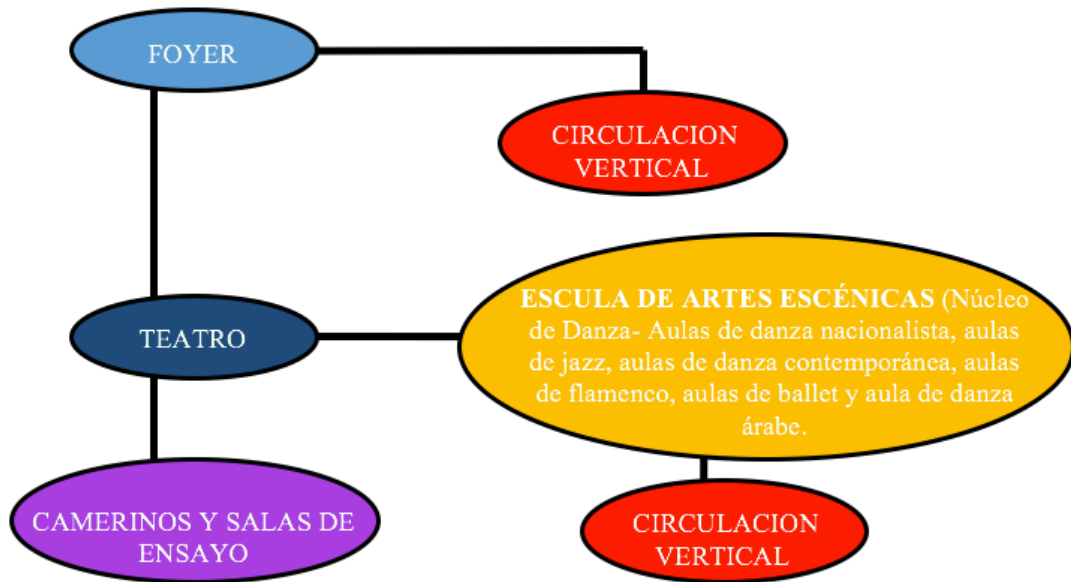 FOYER
CIRCULACION
VERTICAL
ESCULA DE ARTES ESCÉNICAS (Núcleo
de Danza- Aulas de danza nacionalista, aulas
de jazz, aulas de danza contemporánea, aulas
de flamenco, aulas de ballet y aula de danza
árabe.
TEATRO
CAMERINOS Y SALAS DE
ENSAYO
CIRCULACION
VERTICAL